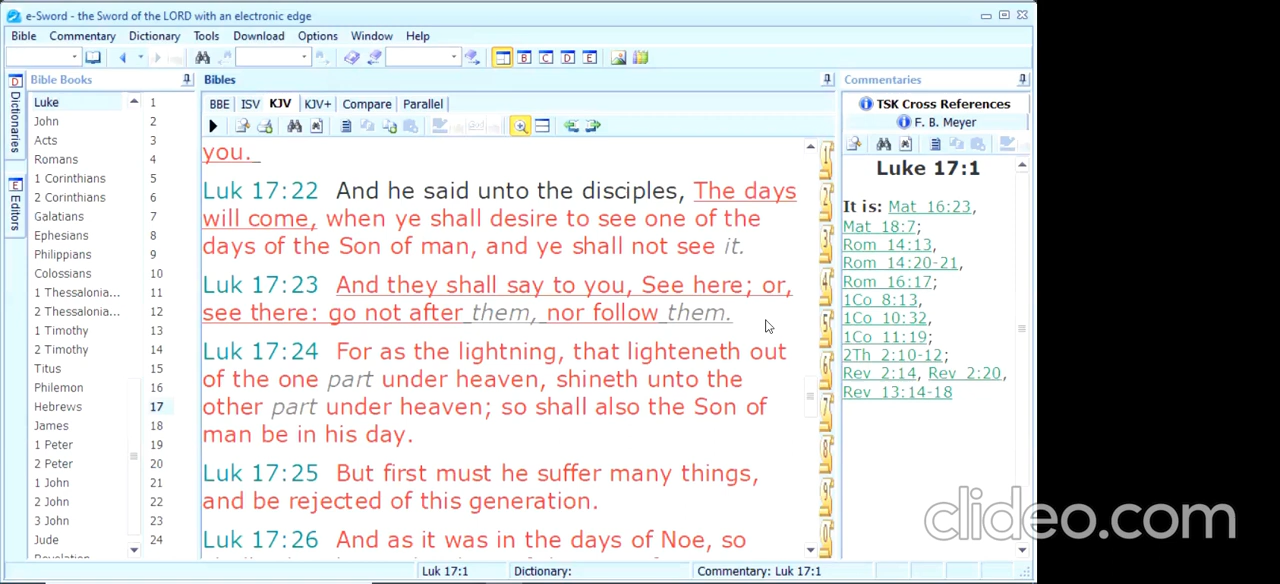 e-Sword - the Sword of the LORD with an electronic edge
Bible Commentary Dictionary Tools Download Options Window Help
B C D E
Dictionaries
Editors
Bible Books
Luke
John
Acts
Romans
1 Corinthians
2 Corinthians
Galatians
Ephesians
Philippians
Colossians
1 Thessalonia...
2 Thessalonia...
1 Timothy
2 Timothy
Titus
Philemon
Hebrews
James
1 Peter
2 Peter
1 John
2 John
3 John
Jude
Revelation
1
2
3
4
5
6
7
8
9
10
11
12
13
14
15
16
17
18
19
20
21
22
23
24
Bibles
BBE ISV KJV KJV+ Compare Parallel
you.
Luk 17:22 And he said unto the disciples, The days
will come, when ye shall desire to see one of the
days of the Son of man, and ye shall not see it.
Luk 17:23 And they shall say to you, See here; or,
see there: go not after them, nor follow them.
Luk 17:24 For as the lightning, that lighteneth out
of the one part under heaven, shineth unto the
other part under heaven; so shall also the Son of
man be in his day.
Luk 17:25 But first must he suffer many things,
and be rejected of this generation.
Luk 17:26 And as it was in the days of Noe, so
1
2
3
4
5
6
7
8
9
0
Commentaries
TSK Cross References
F. B. Meyer
Luke 17:1
It is: Mat 16:23,
Mat 18:7;
Rom 14:13,
Rom 14:20-21,
Rom 16:17;
1Co 8:13,
1Co 10:32,
1Co 11:19;
2Th 2:10-12;
Rev 2:14, Rev 2:20,
Rev 13:14-18
Luk 17:1 Dictionary: Commentary: Luk 17:1
clideo.com